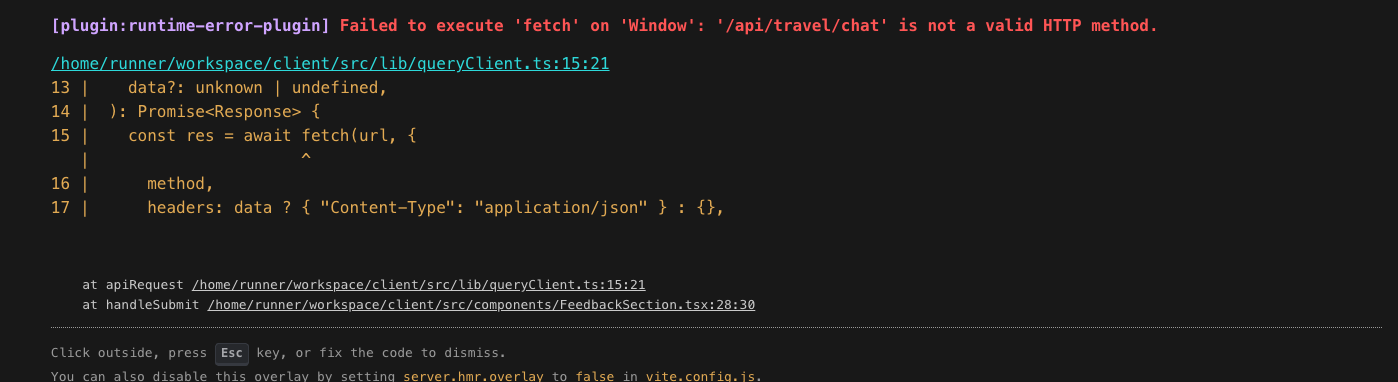 [plugin:runtime-error-plugin] Failed to execute 'fetch' on 'Window': '/api/travel/chat' is not a valid HTTP method.
/home/runner/workspace/client/src/lib/queryClient.ts:15:21
13 |    data?: unknown | undefined,
14 |  ): Promise<Response> {
15 |    const res = await fetch(url, {
   |                      ^
16 |      method,
17 |      headers: data ? { "Content-Type": "application/json" } : {},
at apiRequest /home/runner/workspace/client/src/lib/queryClient.ts:15:21
at handleSubmit /home/runner/workspace/client/src/components/FeedbackSection.tsx:28:30
Click outside, press Esc key, or fix the code to dismiss.
You can also disable this overlay by setting server.hmr.overlay to false in vite.config.js.